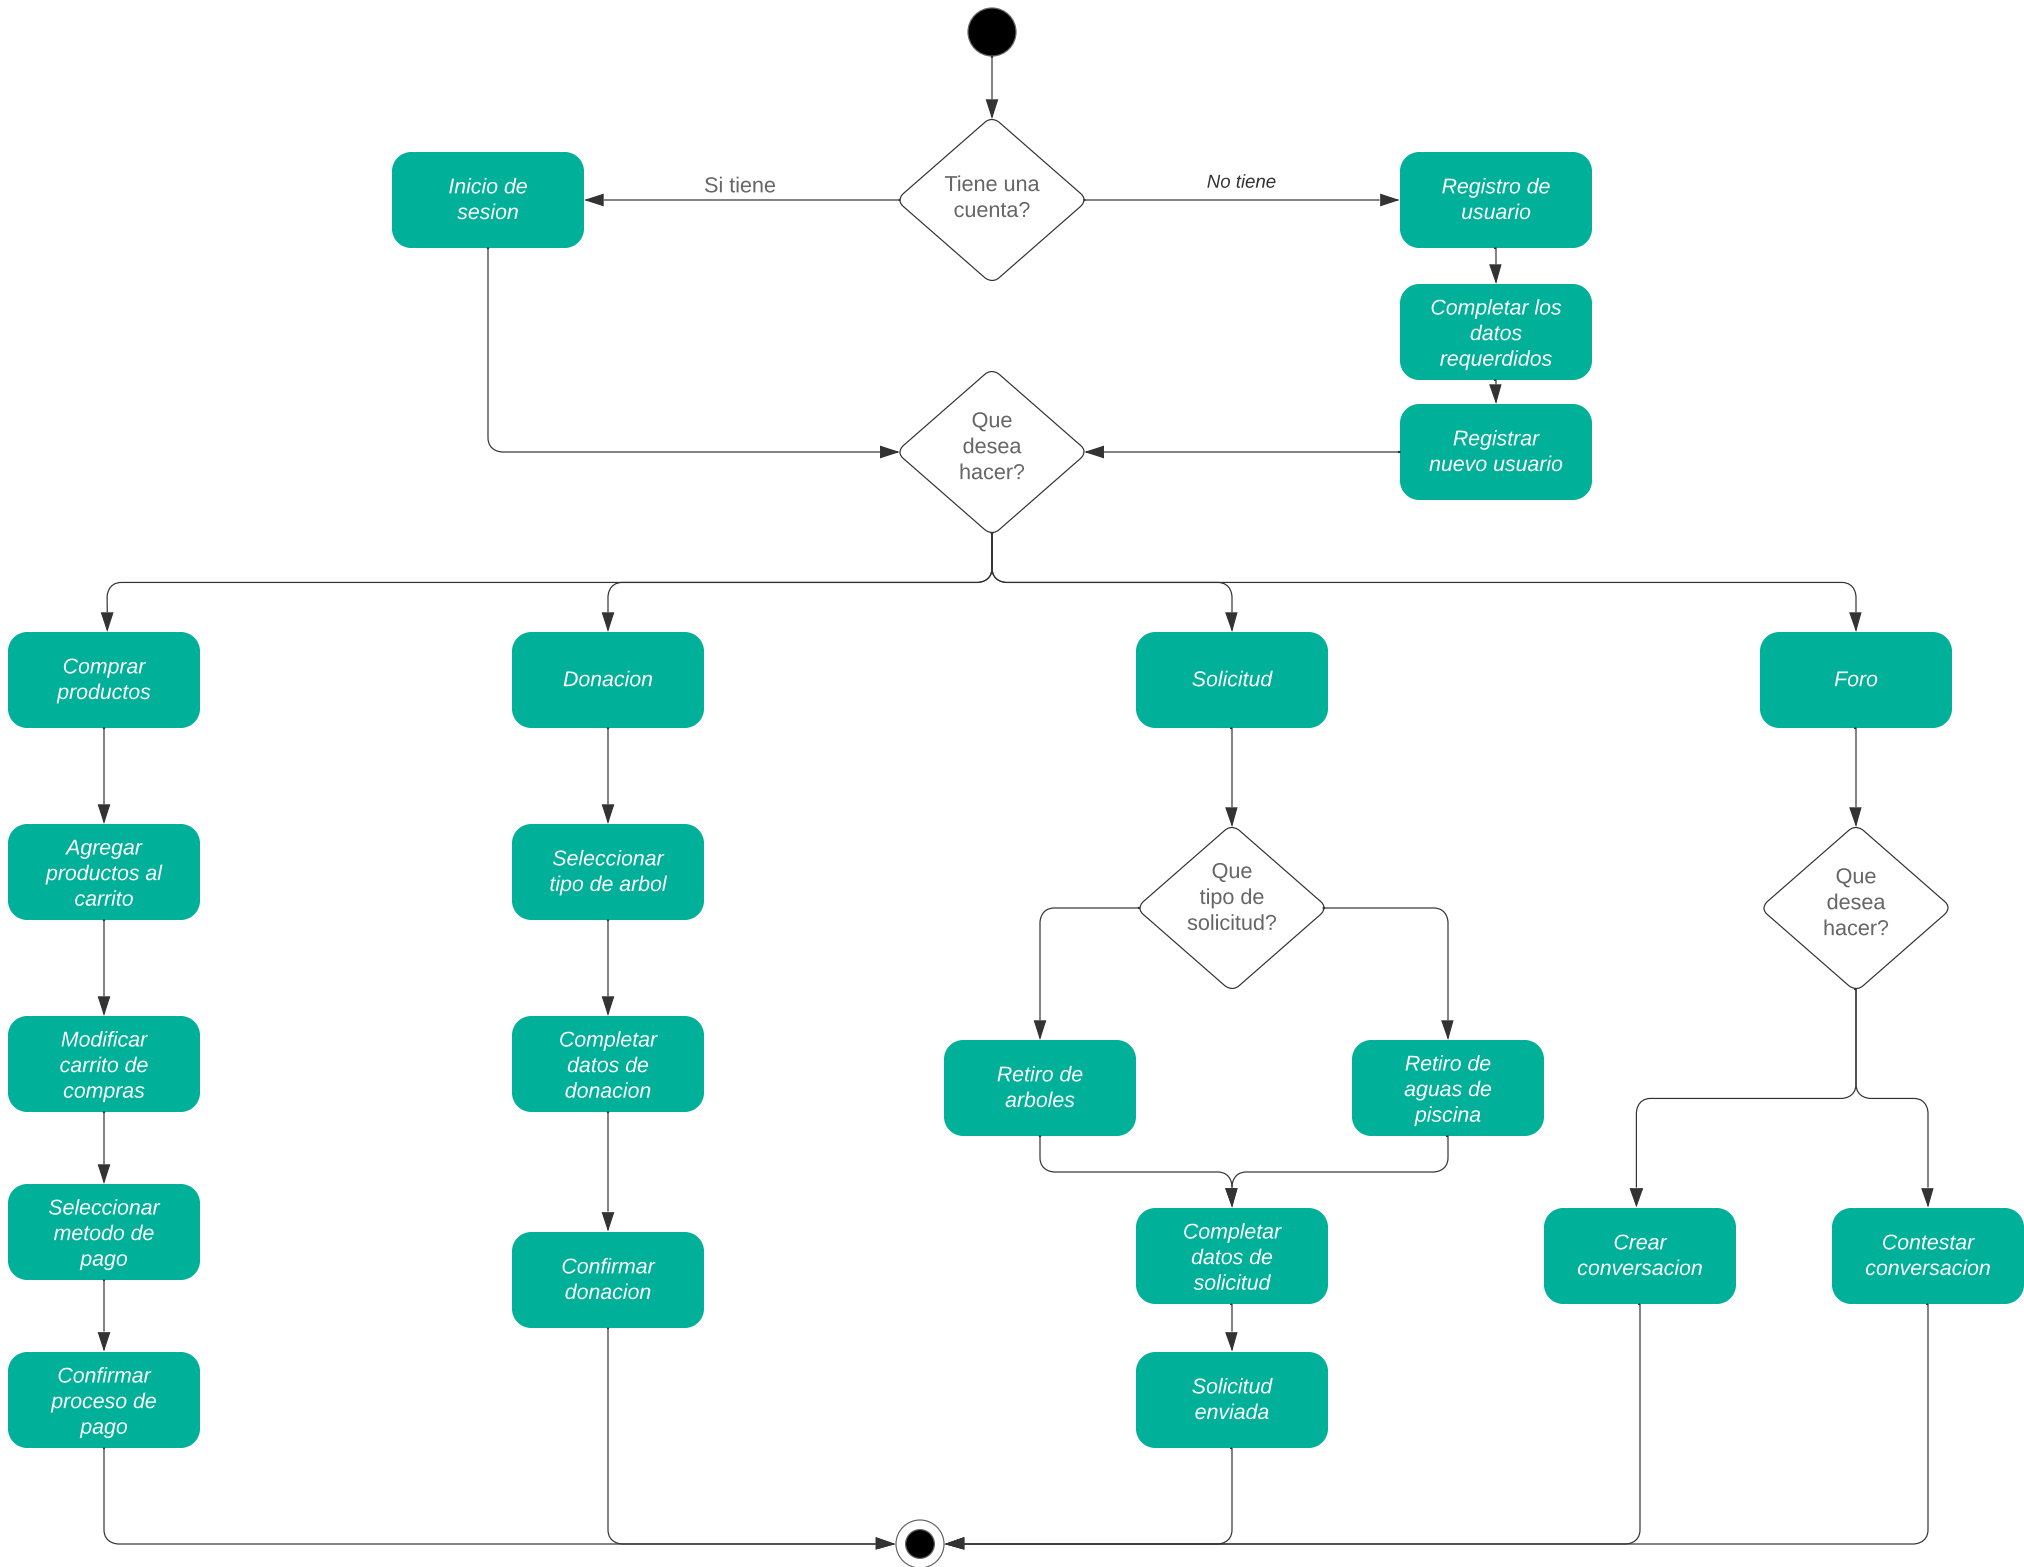 Tiene una
cuenta?
Si tiene
No tiene
Inicio de
sesion
Registro de
usuario
Completar los
datos
requerdidos
Registrar
nuevo usuario
Que
desea
hacer?
Comprar
productos
Donacion
Solicitud
Foro
Agregar
productos al
carrito
Seleccionar
tipo de arbol
Que
tipo de
solicitud?
Que
desea
hacer?
Modificar
carrito de
compras
Completar
datos de
donacion
Retiro de
arboles
Retiro de
aguas de
piscina
Seleccionar
metodo de
pago
Confirmar
donacion
Completar
datos de
solicitud
Crear
conversacion
Contestar
conversacion
Confirmar
proceso de
pago
Solicitud
enviada